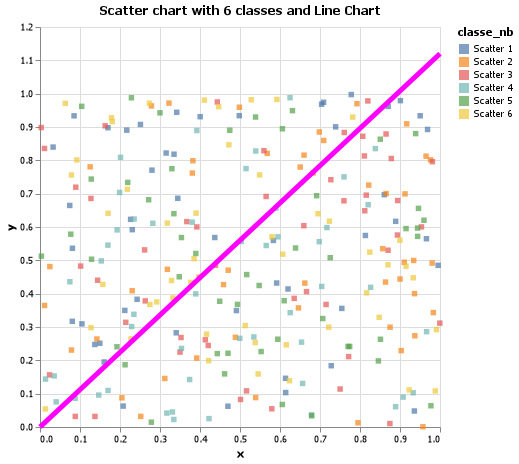 Scatter chart with 6 classes and Line Chart
classe_nb
Scatter 1
Scatter 2
Scatter 3
Scatter 4
Scatter 5
Scatter 6
y
1.2
1.1
1.0
0.9
0.8
0.7
0.6
0.5
0.4
0.3
0.2
0.1
0.0
0.0 0.1 0.2 0.3 0.4 0.5 0.6 0.7 0.8 0.9 1.0
x